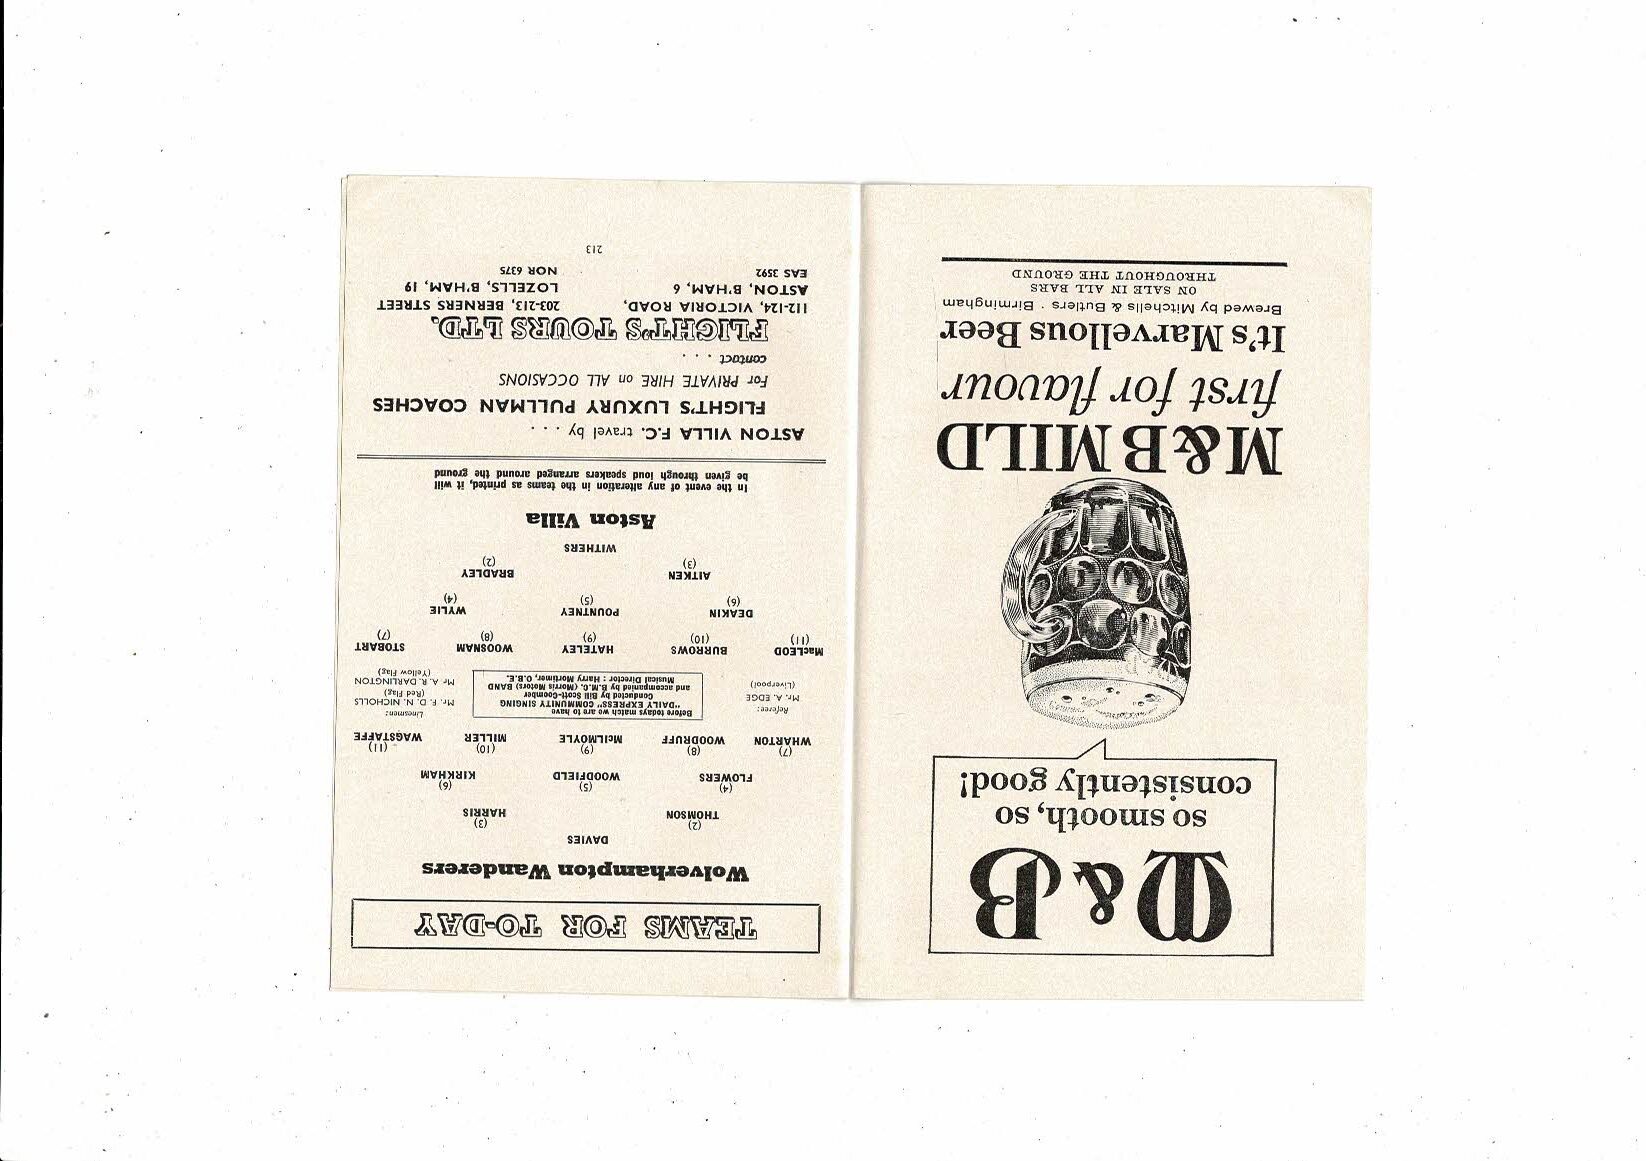 M & B
so smooth, so
consistently good!
M&B MILD
first for flavour
It's Marvellous Beer
Brewed by Mitchells & Butlers · Birmingham
ON SALE IN ALL BARS
THROUGHOUT THE GROUND
TEAMS FOR TO-DAY
Wolverhampton Wanderers
DAVIES
(2) (3)
THOMSON HARRIS
(4) (5) (6)
FLOWERS WOODFIELD KIRKHAM
(7) (8) (9) (10) (11)
WHARTON WOODRUFF McILMOYLE MILLER WAGSTAFFE
Referee:
Mr. A. EDGE
(Liverpool)
Before todays match we are to have
"DAILY EXPRESS" COMMUNITY SINGING
Conducted by Bill Scott-Coomber
and accompanied by B.M.C. (Morris Motors) BAND
Musical Director : Harry Mortimer, O.B.E.
Linesmen:
Mr. F. D. N. NICHOLLS
(Red Flag)
Mr. A. R. DARLINGTON
(Yellow Flag)
MacLEOD BURROWS HATELEY WOOSNAM STOBART
(11) (10) (9) (8) (7)
DEAKIN POUNTNEY WYLIE
(6) (5) (4)
AITKEN BRADLEY
(3) (2)
WITHERS
Aston Villa
In the event of any alteration in the teams as printed, it will
be given through loud speakers arranged around the ground
ASTON VILLA F.C. travel by . . .
FLIGHT'S LUXURY PULLMAN COACHES
For PRIVATE HIRE on ALL OCCASIONS
contact . . .
FLIGHT'S TOURS LTD.
112-124, VICTORIA ROAD, 203-213, BERNERS STREET
ASTON, B'HAM, 6 LOZELLS, B'HAM, 19
EAS 3592 NOR 6375
213